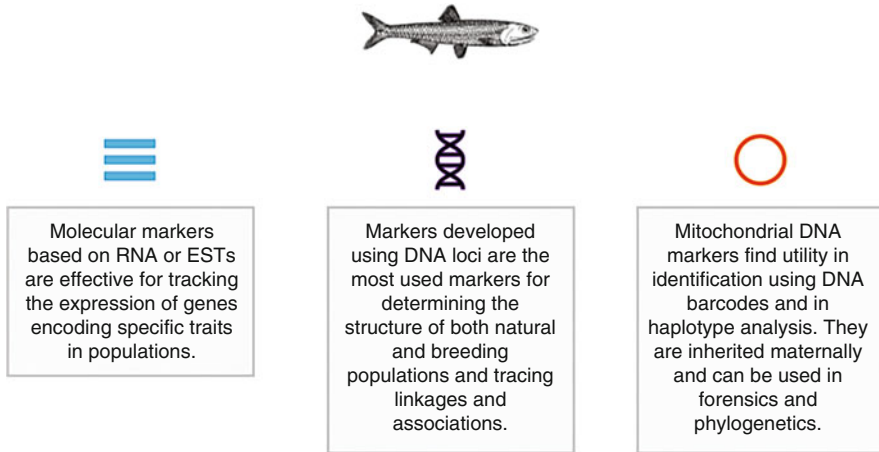 Molecular markers
based on RNA or ESTs
are effective for tracking
the expression of genes
encoding specific traits
in populations.
Markers developed
using DNA loci are the
most used markers for
determining the
structure of both natural
and breeding
populations and tracing
linkages and
associations.
Mitochondrial DNA
markers find utility in
identification using DNA
barcodes and in
haplotype analysis. They
are inherited maternally
and can be used in
forensics and
phylogenetics.